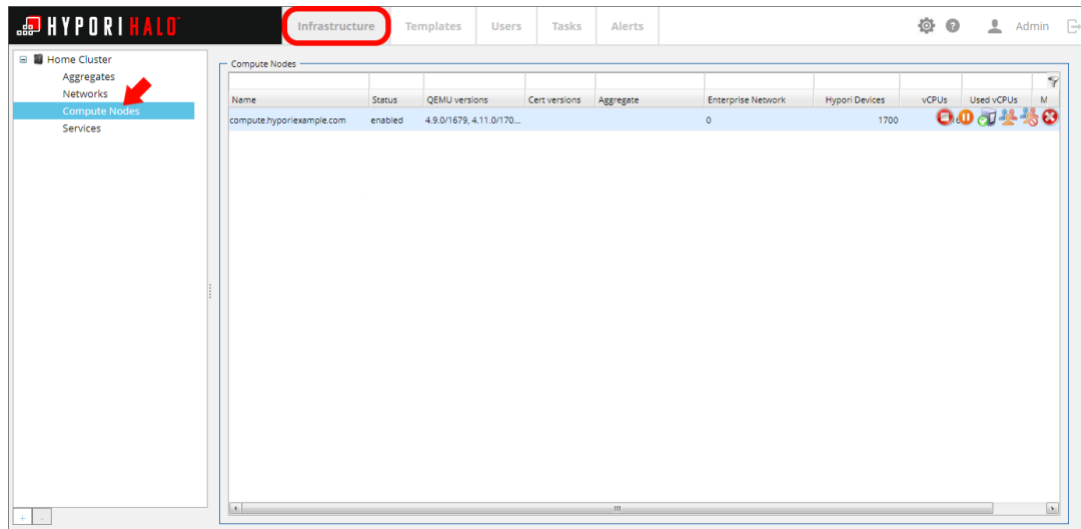 HYPORI HALO
Infrastructure
Templates
Users
Tasks
Alerts
Admin
Home Cluster
Aggregates
Networks
Compute Nodes
Services
Compute Nodes
Name Status QEMU versions Cert versions Aggregate Enterprise Network Hypori Devices vCPUs Used vCPUs M
compute.hyporiexample.com enabled 4.9.0/1679, 4.11.0/170... 0 1700